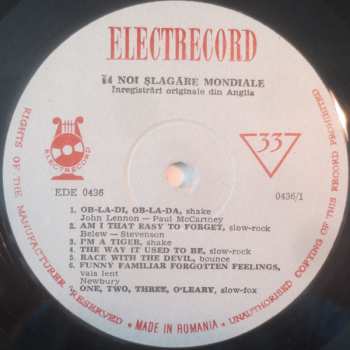 ELECTRECORD
14 NOI ȘLAGĂRE MONDIALE
Înregistrări originale din Anglia
ELECTRECORD
33
EDE 0436
0436/1
1. OB-LA-DI, OB-LA-DA, shake
John Lennon — Paul McCartney
2. AM I THAT EASY TO FORGET, slow-rock
Belew — Stevenson
3. I'M A TIGER, shake
4. THE WAY IT USED TO BE, slow-rock
5. RACE WITH THE DEVIL, bounce
6. FUNNY FAMILIAR FORGOTTEN FEELINGS,
vals lent
Newbury
7. ONE, TWO, THREE, O'LEARY, slow-fox
RIGHTS OF THE MANUFACTURER RESERVED • MADE IN ROMANIA • UNAUTHORISED COPYING OF THIS RECORD PROHIBITED